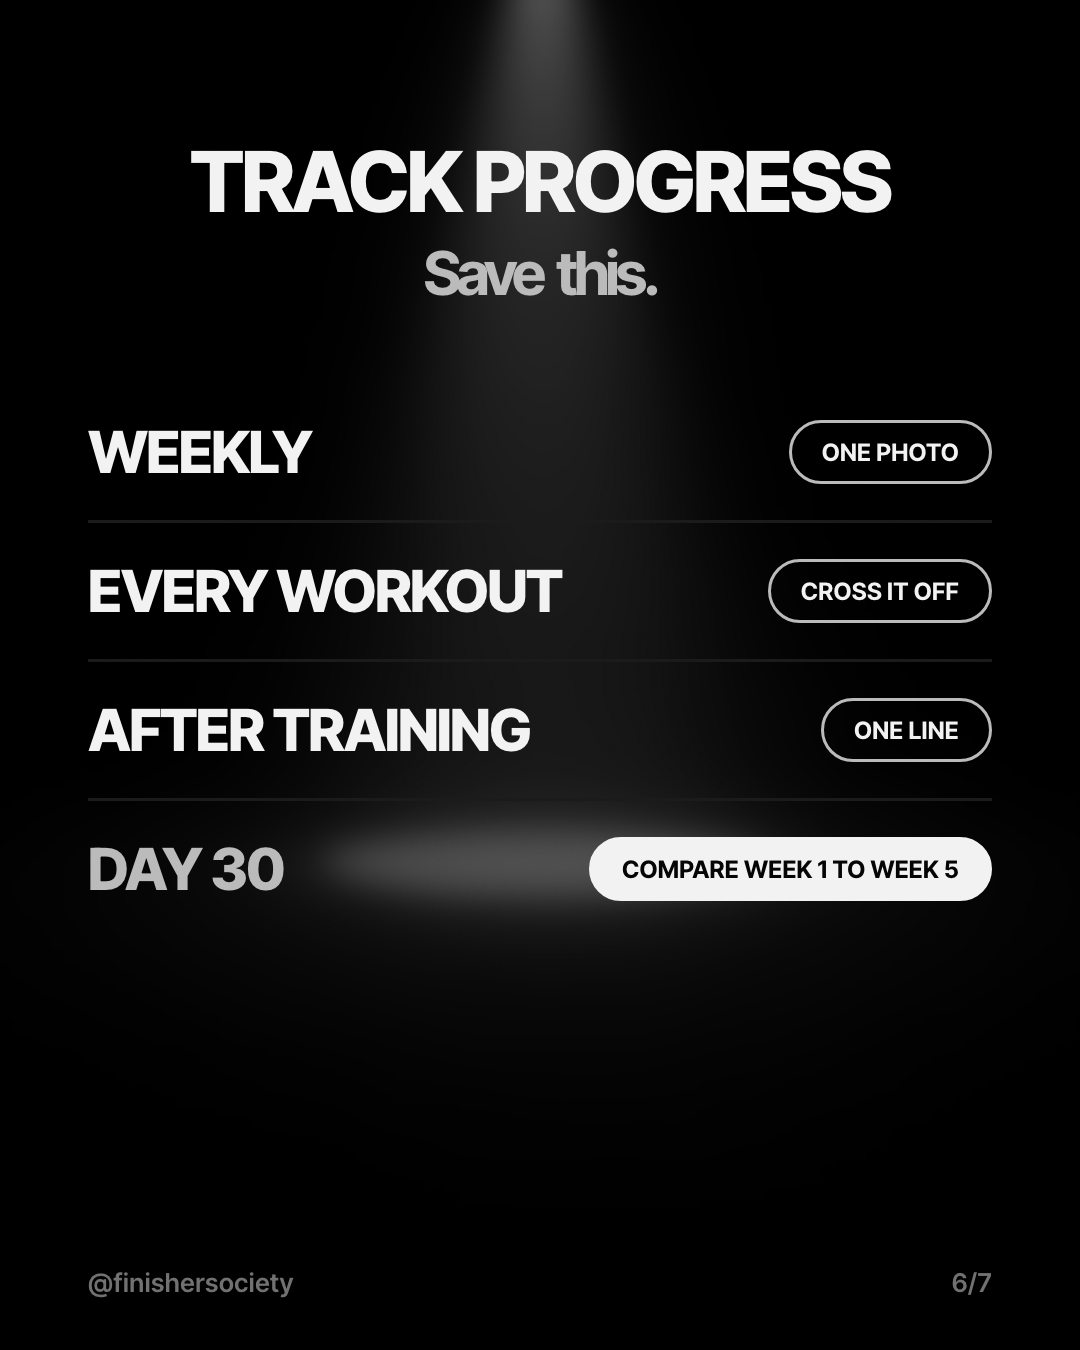 TRACK PROGRESS
Save this.
WEEKLY
ONE PHOTO
EVERY WORKOUT
CROSS IT OFF
AFTER TRAINING
ONE LINE
DAY 30
COMPARE WEEK 1 TO WEEK 5
@finishersociety
6/7